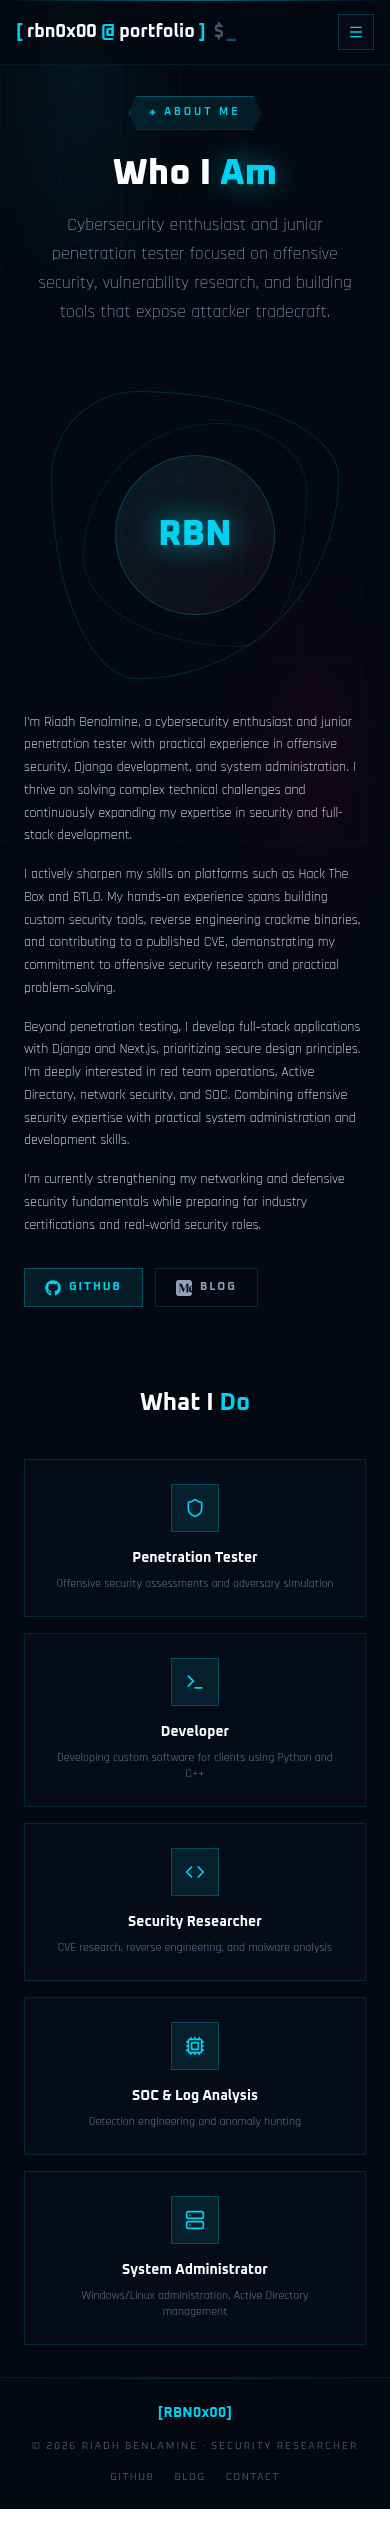 [ rbn0x00 @ portfolio ] $_
◈ ABOUT ME
Who I Am
Cybersecurity enthusiast and junior
penetration tester focused on offensive
security, vulnerability research, and building
tools that expose attacker tradecraft.
RBN
I'm Riadh Benalmine, a cybersecurity enthusiast and junior
penetration tester with practical experience in offensive
security, Django development, and system administration. I
thrive on solving complex technical challenges and
continuously expanding my expertise in security and full-
stack development.
I actively sharpen my skills on platforms such as Hack The
Box and BTLO. My hands-on experience spans building
custom security tools, reverse engineering crackme binaries,
and contributing to a published CVE, demonstrating my
commitment to offensive security research and practical
problem-solving.
Beyond penetration testing, I develop full-stack applications
with Django and Next.js, prioritizing secure design principles.
I'm deeply interested in red team operations, Active
Directory, network security, and SOC. Combining offensive
security expertise with practical system administration and
development skills.
I'm currently strengthening my networking and defensive
security fundamentals while preparing for industry
certifications and real-world security roles.
GITHUB
BLOG
What I Do
Penetration Tester
Offensive security assessments and adversary simulation
Developer
Developing custom software for clients using Python and
C++
Security Researcher
CVE research, reverse engineering, and malware analysis
SOC & Log Analysis
Detection engineering and anomaly hunting
System Administrator
Windows/Linux administration, Active Directory
management
[RBN0x00]
© 2026 RIADH BENLAMINE · SECURITY RESEARCHER
GITHUB BLOG CONTACT